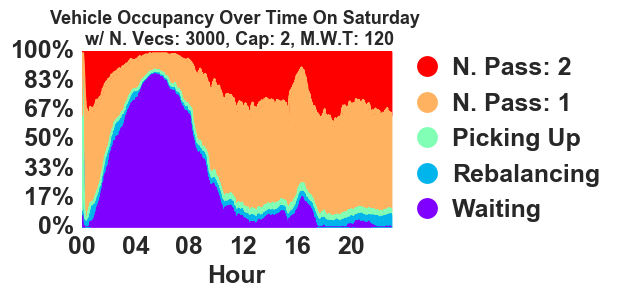 Vehicle Occupancy Over Time On Saturday
w/ N. Vecs: 3000, Cap: 2, M.W.T: 120
100%
83%
67%
50%
33%
17%
0%
00 04 08 12 16 20
Hour
N. Pass: 2
N. Pass: 1
Picking Up
Rebalancing
Waiting